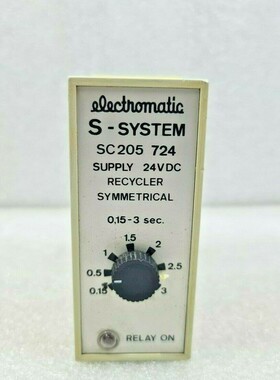 electromatic
S-SYSTEM
SC205 724
SUPPLY 24VDC
RECYCLER
SYMMETRICAL
0,15-3 sec.
1.5
1 2
0.5 2.5
0.15 3
RELAY ON